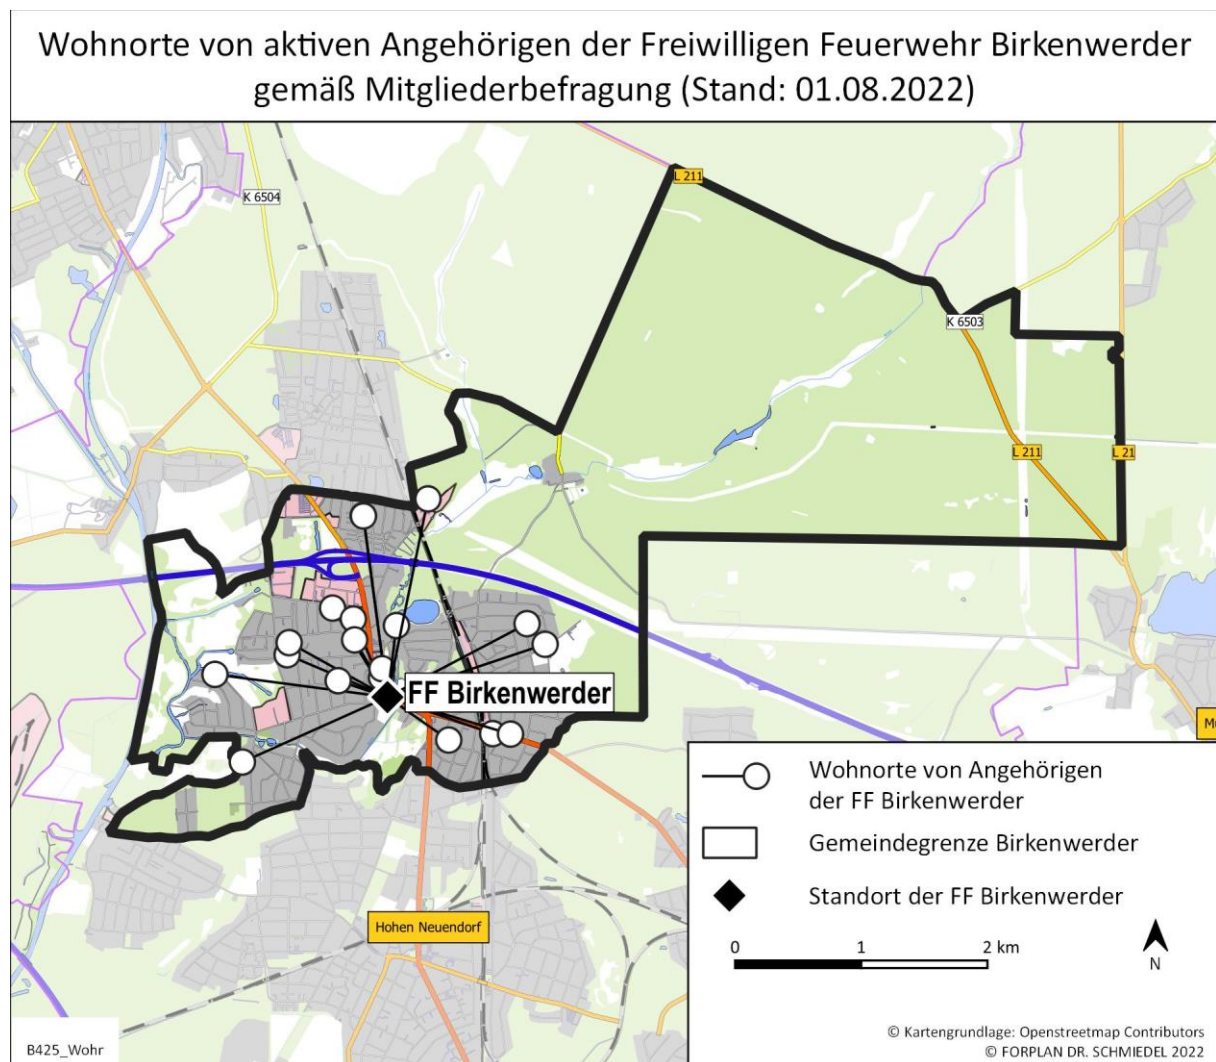 Wohnorte von aktiven Angehörigen der Freiwilligen Feuerwehr Birkenwerder
gemäß Mitgliederbefragung (Stand: 01.08.2022)
L 211
K 6504
K 6503
L 211
L 21
FF Birkenwerder
Hohen Neuendorf
Wohnorte von Angehörigen
der FF Birkenwerder
Gemeindegrenze Birkenwerder
Standort der FF Birkenwerder
0 1 2 km
N
© Kartengrundlage: Openstreetmap Contributors
© FORPLAN DR. SCHMIEDEL 2022
B425_Wohr